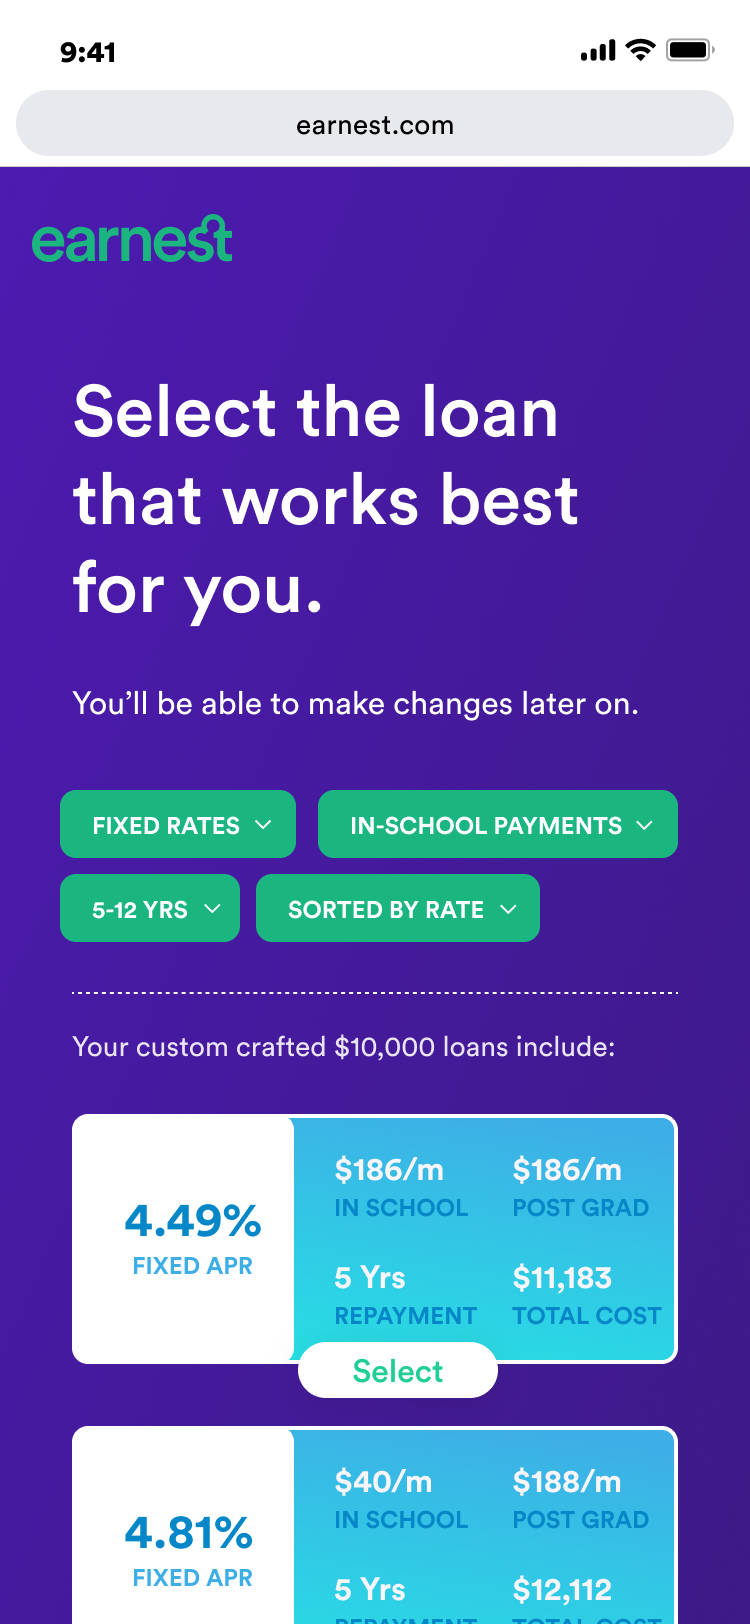 9:41
earnest.com
earnest
Select the loan
that works best
for you.
You’ll be able to make changes later on.
FIXED RATES
IN-SCHOOL PAYMENTS
5-12 YRS
SORTED BY RATE
Your custom crafted $10,000 loans include:
4.49%
FIXED APR
$186/m
IN SCHOOL
$186/m
POST GRAD
5 Yrs
REPAYMENT
$11,183
TOTAL COST
Select
4.81%
FIXED APR
$40/m
IN SCHOOL
$188/m
POST GRAD
5 Yrs
REPAYMENT
$12,112
TOTAL COST